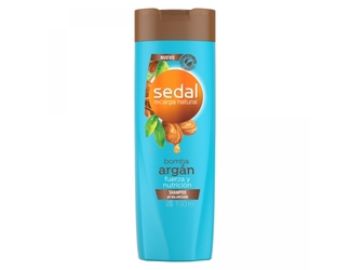 NUEVO
sedal
recarga natural
bomba
argán
fuerza y
nutrición
SHAMPOO